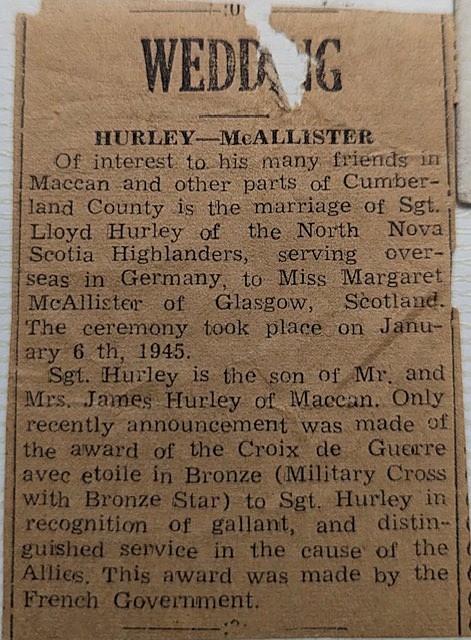 WEDDING
HURLEY—McALLISTER
Of interest to his many friends in
Maccan and other parts of Cumber-
land County is the marriage of Sgt.
Lloyd Hurley of the North Nova
Scotia Highlanders, serving over-
seas in Germany, to Miss Margaret
McAllister of Glasgow, Scotland.
The ceremony took place on Janu-
ary 6 th, 1945.
Sgt. Hurley is the son of Mr. and
Mrs. James Hurley of Maccan. Only
recently announcement was made of
the award of the Croix de Guerre
avec etoile in Bronze (Military Cross
with Bronze Star) to Sgt. Hurley in
recognition of gallant, and distin-
guished service in the cause of the
Allies. This award was made by the
French Government.